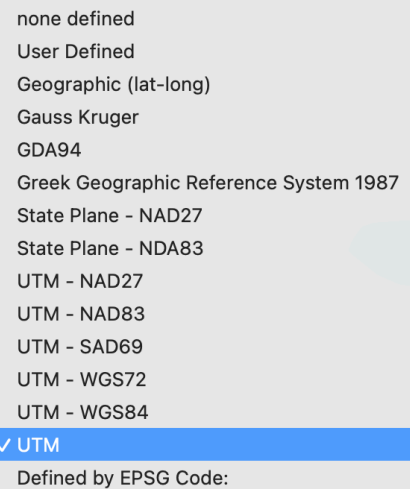 none defined
User Defined
Geographic (lat-long)
Gauss Kruger
GDA94
Greek Geographic Reference System 1987
State Plane - NAD27
State Plane - NDA83
UTM - NAD27
UTM - NAD83
UTM - SAD69
UTM - WGS72
UTM - WGS84
✓ UTM
Defined by EPSG Code: